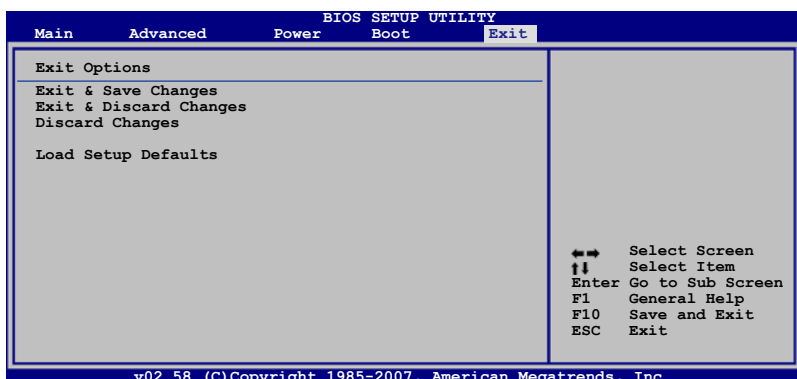 BIOS SETUP UTILITY
Main Advanced Power Boot Exit
Exit Options
Exit & Save Changes
Exit & Discard Changes
Discard Changes
Load Setup Defaults
Select Screen
Select Item
Enter Go to Sub Screen
F1 General Help
F10 Save and Exit
ESC Exit
v02.58 (C)Copyright 1985-2007, American Megatrends, Inc.